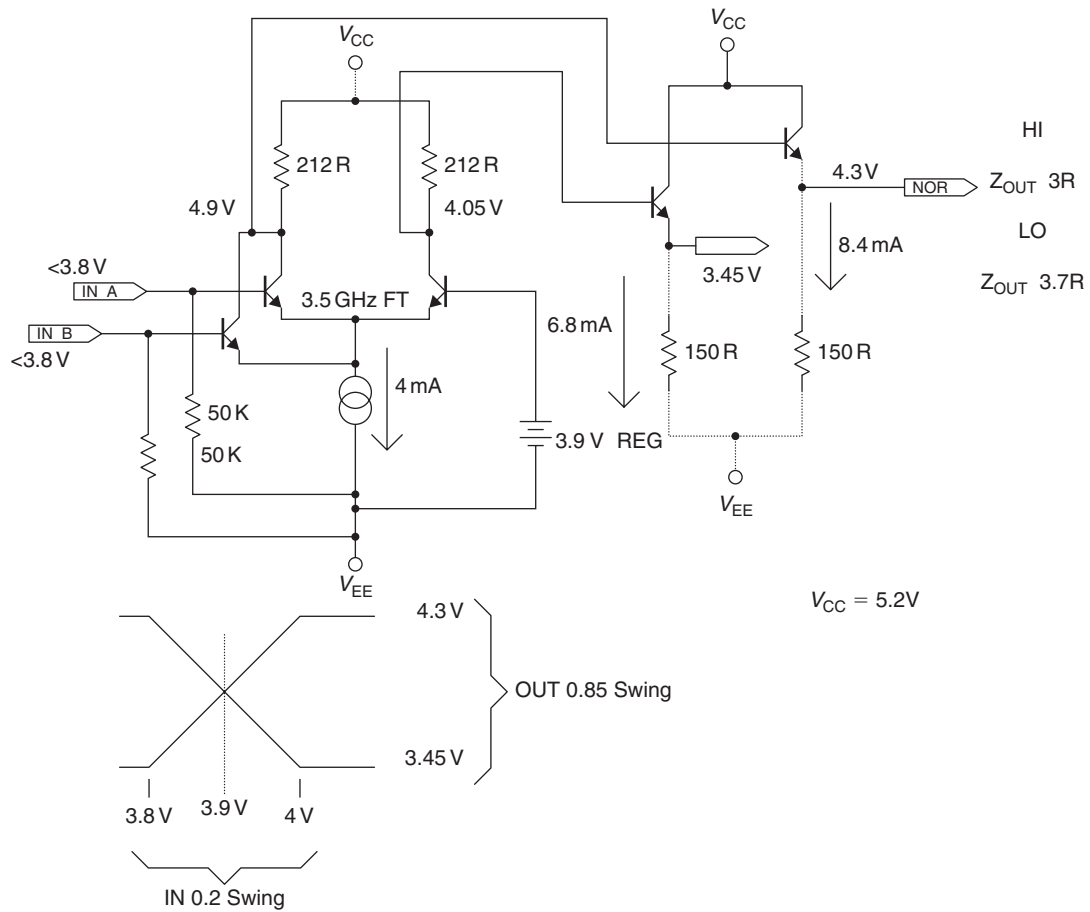 VCC
VCC
HI
212 R
212 R
4.3 V
NOR
ZOUT 3R
4.9 V
4.05 V
LO
8.4 mA
<3.8 V
3.45 V
ZOUT 3.7R
IN A
3.5 GHz FT
6.8 mA
IN B
<3.8 V
4 mA
150 R
150 R
50 K
50 K
3.9 V REG
VEE
VEE
VCC = 5.2V
4.3 V
OUT 0.85 Swing
3.45 V
3.8 V
3.9 V
4 V
IN 0.2 Swing